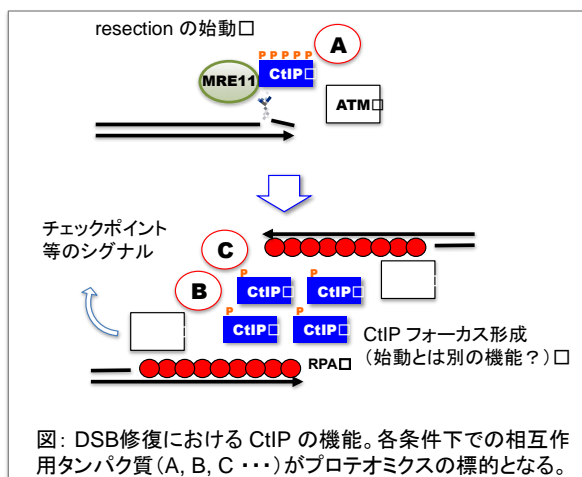 resection の始動□
P P P P P
A
MRE11
CtIP□
ATM□
チェックポイント
等のシグナル
C
B
P
P
CtIP□
CtIP□
P
P
CtIP□
CtIP□
CtIP フォーカス形成
（始動とは別の機能？）□
RPA□
図： DSB修復における CtIP の機能。各条件下での相互作
用タンパク質（A, B, C ･･･）がプロテオミクスの標的となる。